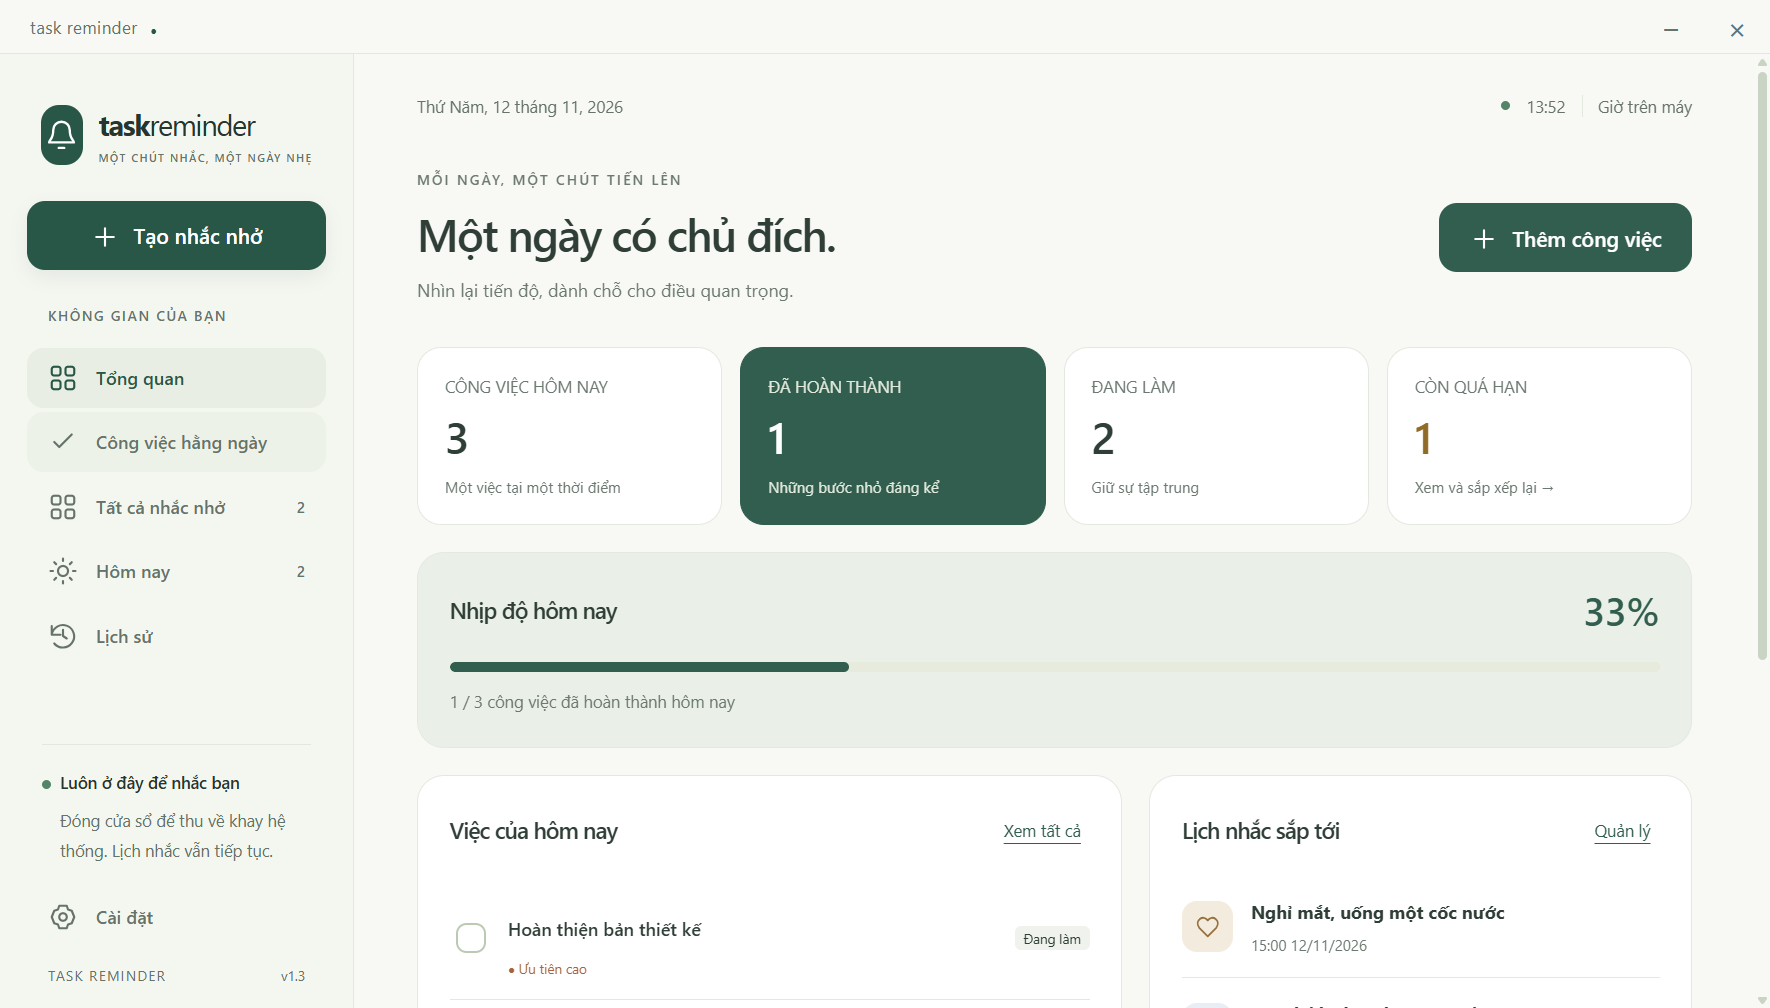 task reminder
taskreminder
MỘT CHÚT NHẮC, MỘT NGÀY NHẸ
Tạo nhắc nhở
KHÔNG GIAN CỦA BẠN
Tổng quan
Công việc hằng ngày
Tất cả nhắc nhở 2
Hôm nay 2
Lịch sử
Luôn ở đây để nhắc bạn
Đóng cửa sổ để thu về khay hệ
thống. Lịch nhắc vẫn tiếp tục.
Cài đặt
TASK REMINDER v1.3
Thứ Năm, 12 tháng 11, 2026
13:52 Giờ trên máy
MỖI NGÀY, MỘT CHÚT TIẾN LÊN
Một ngày có chủ đích.
Nhìn lại tiến độ, dành chỗ cho điều quan trọng.
Thêm công việc
CÔNG VIỆC HÔM NAY
3
Một việc tại một thời điểm
ĐÃ HOÀN THÀNH
1
Những bước nhỏ đáng kể
ĐANG LÀM
2
Giữ sự tập trung
CÒN QUÁ HẠN
1
Xem và sắp xếp lại →
Nhịp độ hôm nay 33%
1 / 3 công việc đã hoàn thành hôm nay
Việc của hôm nay Xem tất cả
Hoàn thiện bản thiết kế
Đang làm
• Ưu tiên cao
Lịch nhắc sắp tới Quản lý
Nghỉ mắt, uống một cốc nước
15:00 12/11/2026